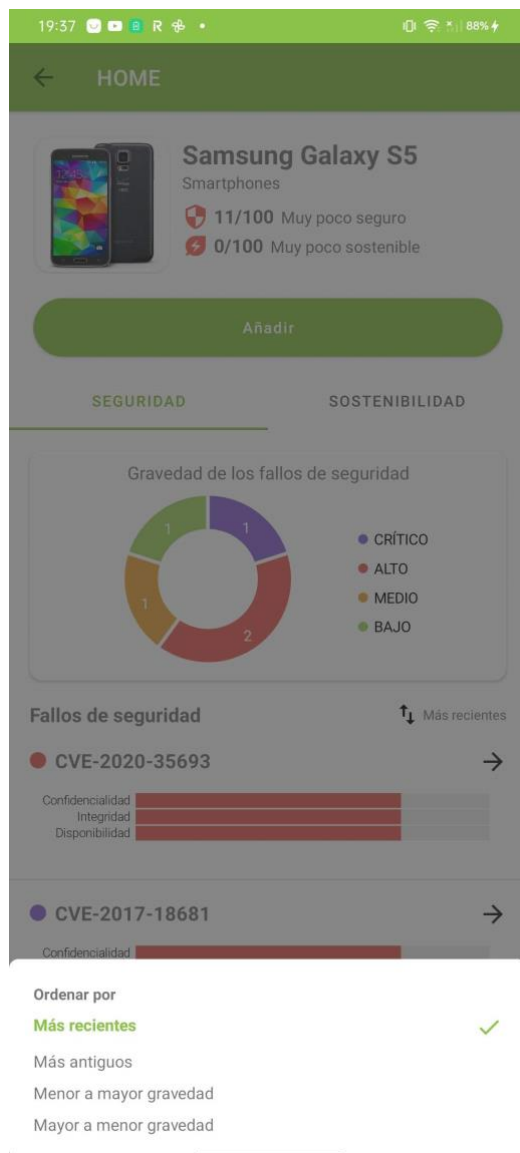 19:37 R 88%
HOME
Samsung Galaxy S5
Smartphones
11/100 Muy poco seguro
0/100 Muy poco sostenible
Añadir
SEGURIDAD
SOSTENIBILIDAD
Gravedad de los fallos de seguridad
1
1
1
2
CRÍTICO
ALTO
MEDIO
BAJO
Fallos de seguridad
Más recientes
CVE-2020-35693
Confidencialidad
Integridad
Disponibilidad
CVE-2017-18681
Confidencialidad
Ordenar por
Más recientes
Más antiguos
Menor a mayor gravedad
Mayor a menor gravedad